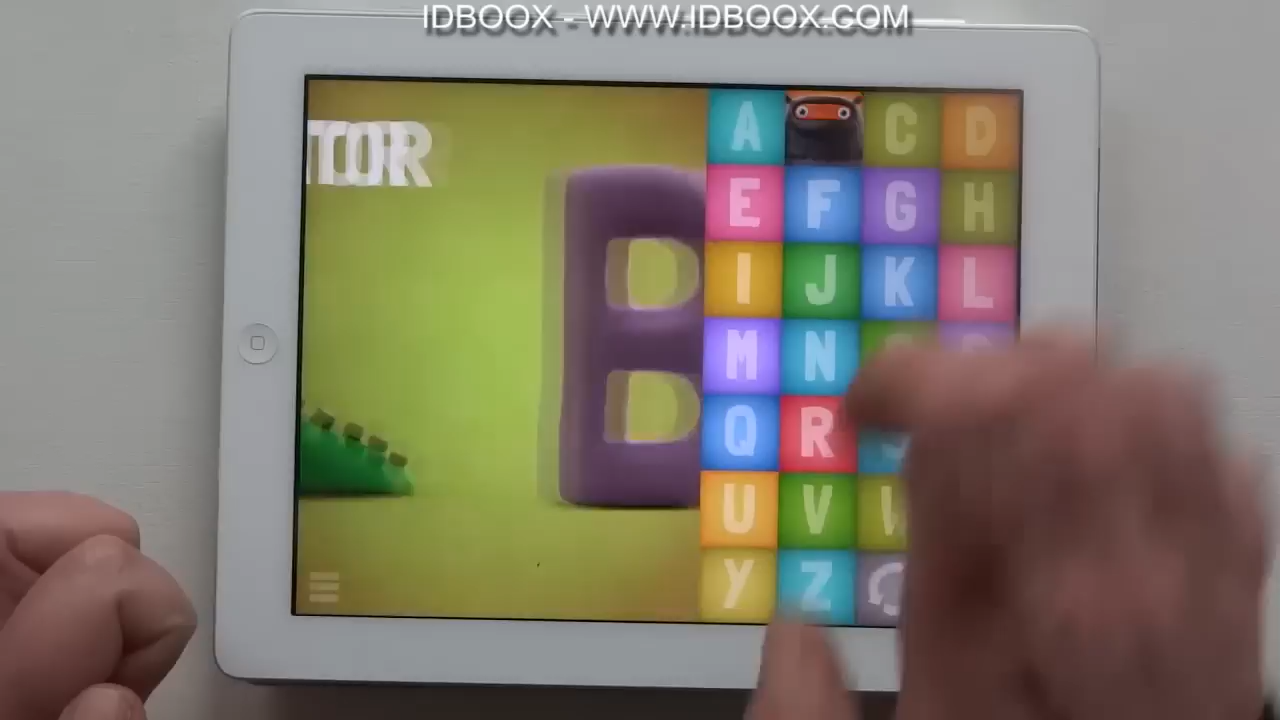 IDBOOX - WWW.IDBOOX.COM
TOR
B
A C D
E F G H
I J K L
M N
Q R
U V
Y Z